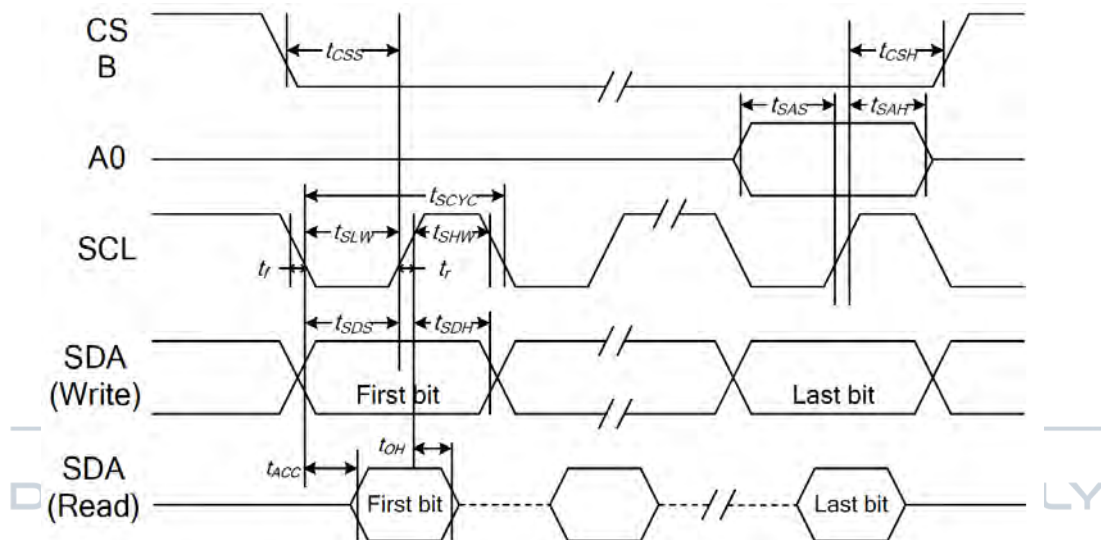 CS
B
tCSS
tCSH
A0
tSAS
tSAH
tSCYC
SCL
tSLW
tSHW
tf
tr
tSDS
tSDH
SDA
(Write)
First bit
Last bit
tOH
SDA
(Read)
tACC
First bit
Last bit
LY